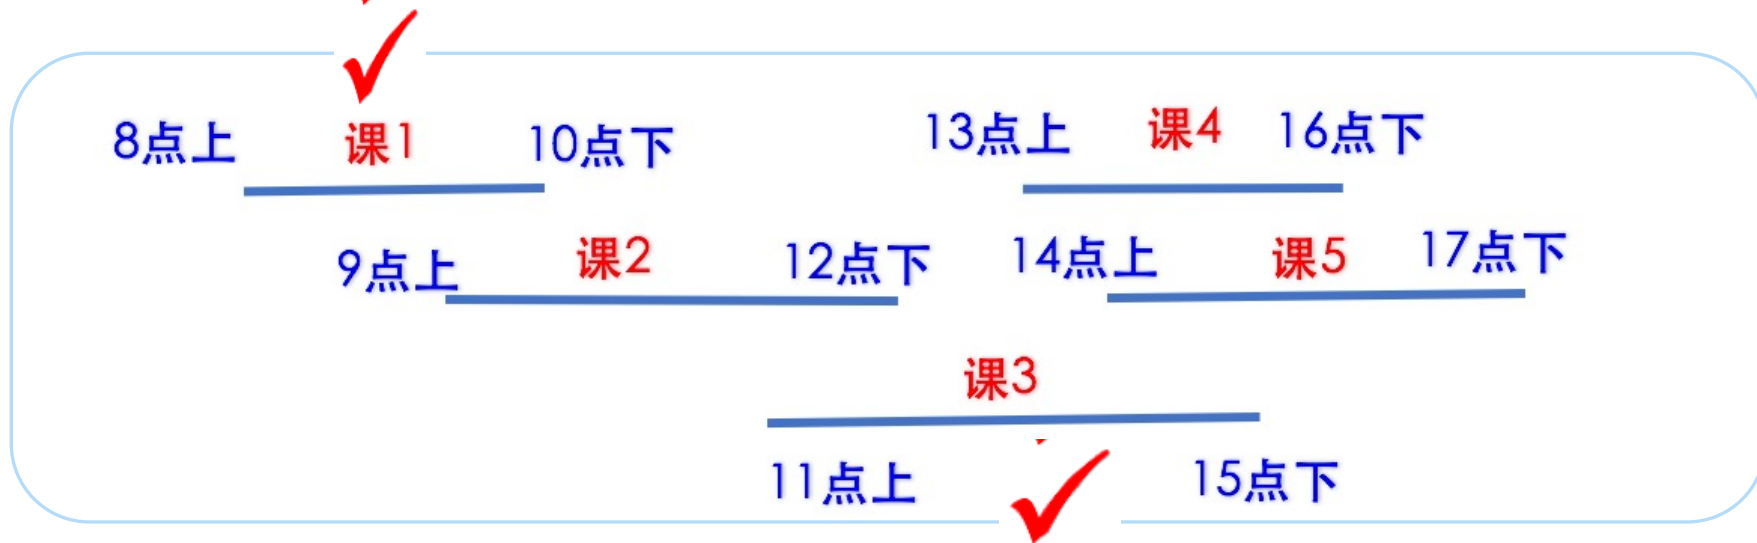 8点上 课1 10点下 13点上 课4 16点下
9点上 课2 12点下 14点上 课5 17点下
课3
11点上 15点下